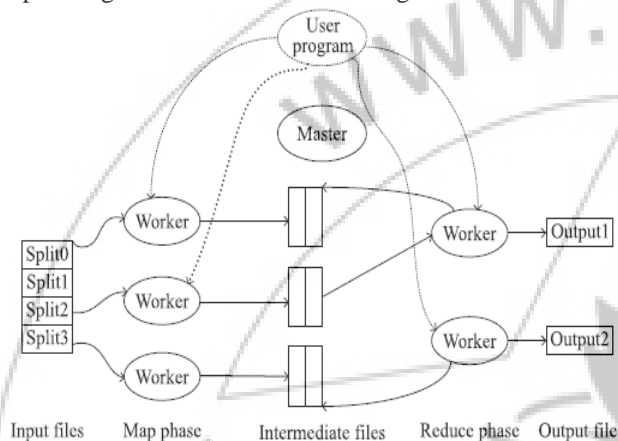 User
program
Master
Worker
Worker
Worker
Worker
Worker
Split0
Split1
Split2
Split3
Output1
Output2
Input files
Map phase
Intermediate files
Reduce phase
Output file
www.